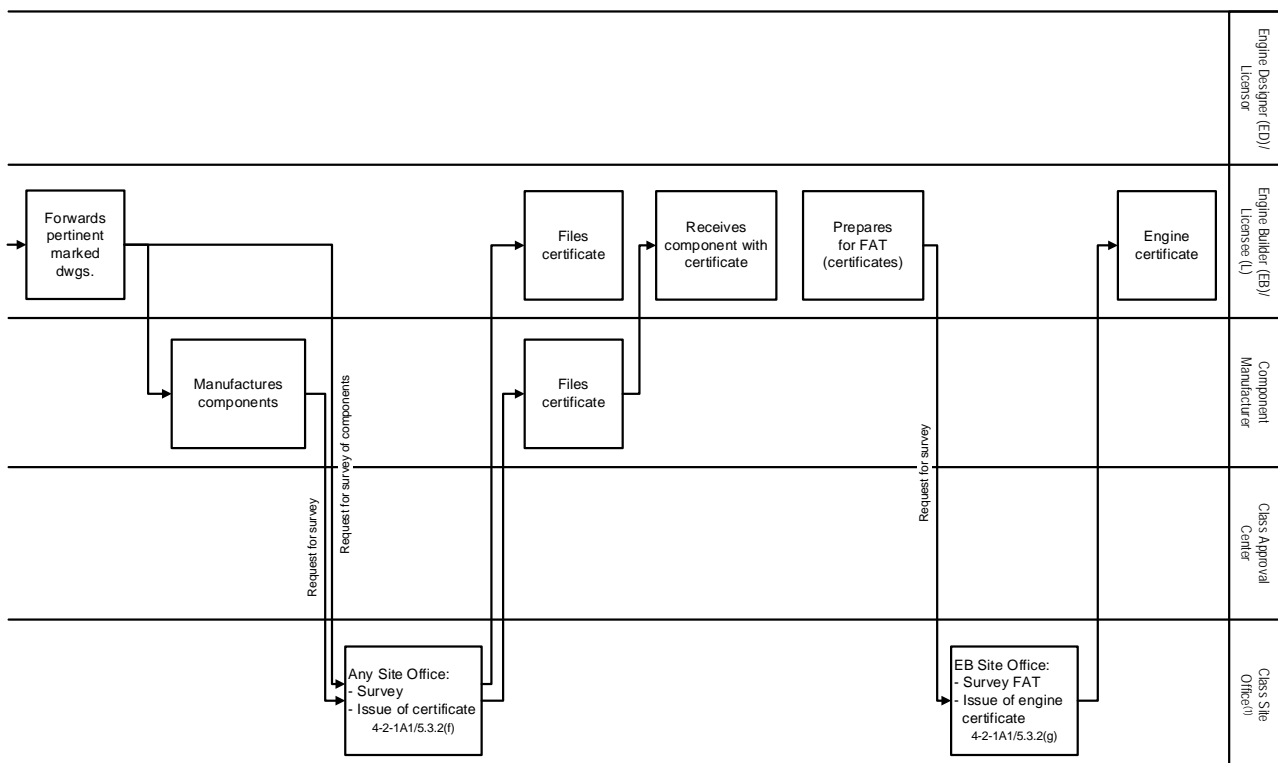 Engine Designer (ED)/
Licensor
Forwards
pertinent
marked
dwgs.
Files
certificate
Receives
component with
certificate
Prepares
for FAT
(certificates)
Engine
certificate
Engine Builder (EB)/
Licensee (L)
Manufactures
components
Files
certificate
Component
Manufacturer
Request for survey
Request for survey of components
Request for survey
Class Approval
Center
Any Site Office:
- Survey
- Issue of certificate
4-2-1A1/5.3.2(f)
EB Site Office:
- Survey FAT
- Issue of engine
certificate
4-2-1A1/5.3.2(g)
Class Site
Office(1)